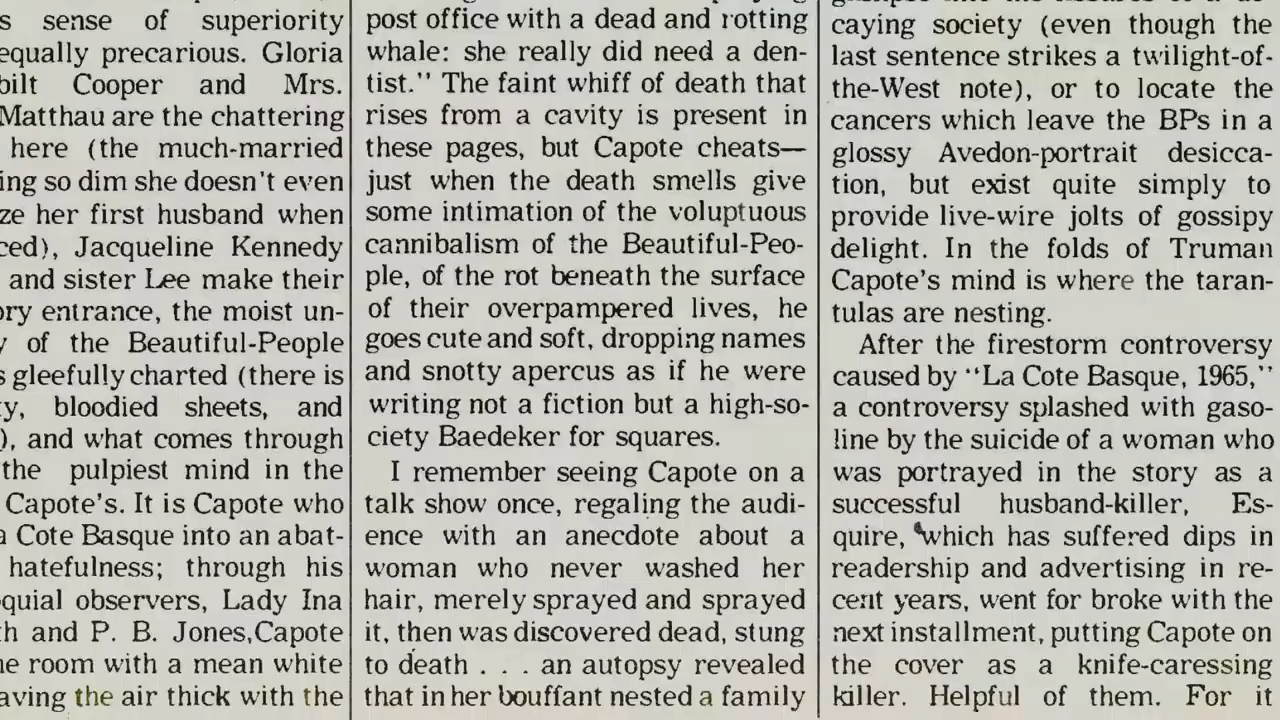 sense of superiority
equally precarious. Gloria
Cooper and Mrs.
Matthau are the chattering
here (the much-married
so dim she doesn't even
her first husband when
Jacqueline Kennedy
and sister Lee make their
entrance, the moist un-
of the Beautiful-People
gleefully charted (there is
bloodied sheets, and
), and what comes through
the pulpiest mind in the
Capote's. It is Capote who
Cote Basque into an abat-
hatefulness; through his
observers, Lady Ina
and P. B. Jones,Capote
room with a mean white
the air thick with the
post office with a dead and rotting
whale: she really did need a den-
tist." The faint whiff of death that
rises from a cavity is present in
these pages, but Capote cheats—
just when the death smells give
some intimation of the voluptuous
cannibalism of the Beautiful-Peo-
ple, of the rot beneath the surface
of their overpampered lives, he
goes cute and soft, dropping names
and snotty apercus as if he were
writing not a fiction but a high-so-
ciety Baedeker for squares.
I remember seeing Capote on a
talk show once, regaling the audi-
ence with an anecdote about a
woman who never washed her
hair, merely sprayed and sprayed
it, then was discovered dead, stung
to death . . . an autopsy revealed
that in her bouffant nested a family
caying society (even though the
last sentence strikes a twilight-of-
the-West note), or to locate the
cancers which leave the BPs in a
glossy Avedon-portrait desicca-
tion, but exist quite simply to
provide live-wire jolts of gossipy
delight. In the folds of Truman
Capote's mind is where the taran-
tulas are nesting.
After the firestorm controversy
caused by "La Cote Basque, 1965,"
a controversy splashed with gaso-
line by the suicide of a woman who
was portrayed in the story as a
successful husband-killer, Es-
quire, which has suffered dips in
readership and advertising in re-
cent years, went for broke with the
next installment, putting Capote on
the cover as a knife-caressing
killer. Helpful of them. For it